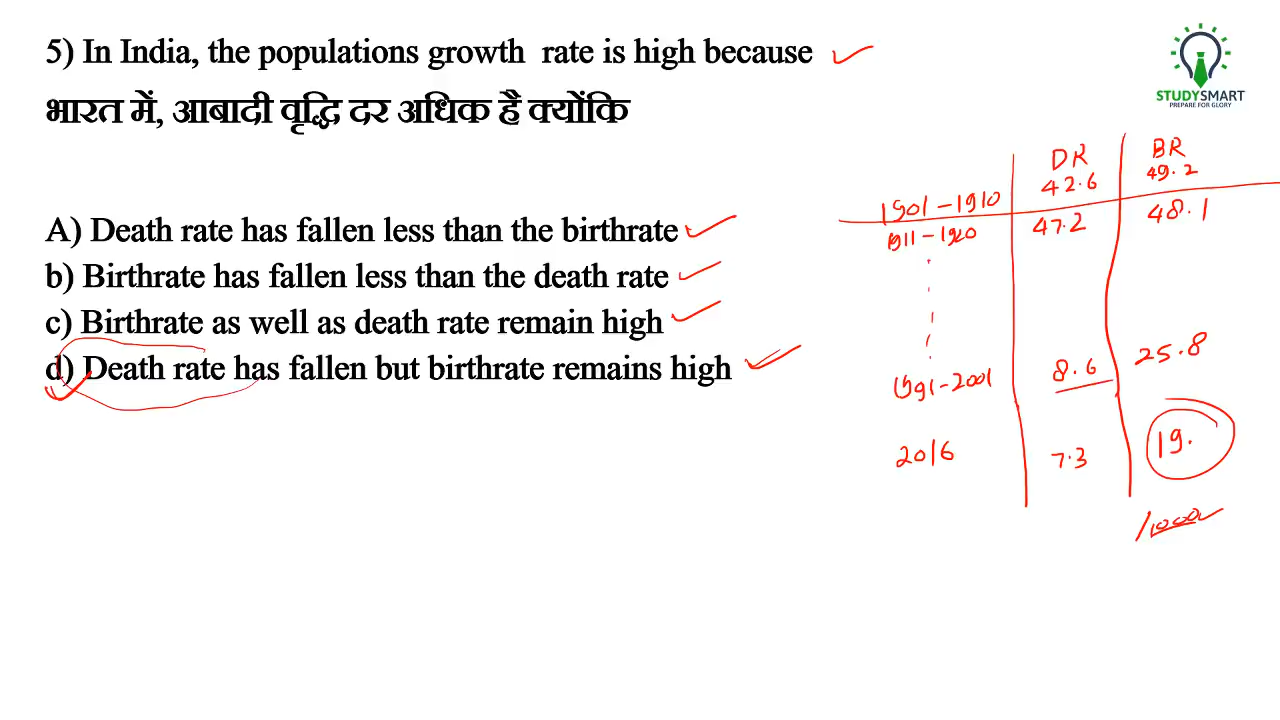 5) In India, the populations growth rate is high because
भारत में, आबादी वृद्धि दर अधिक है क्योंकि
STUDYSMART
PREPARE FOR GLORY
A) Death rate has fallen less than the birthrate
b) Birthrate has fallen less than the death rate
c) Birthrate as well as death rate remain high
d) Death rate has fallen but birthrate remains high
DR BR
1901-1910 42.6 49.2
1911-1920 47.2 48.1
1991-2001 8.6 25.8
2016 7.3 19.
/1000